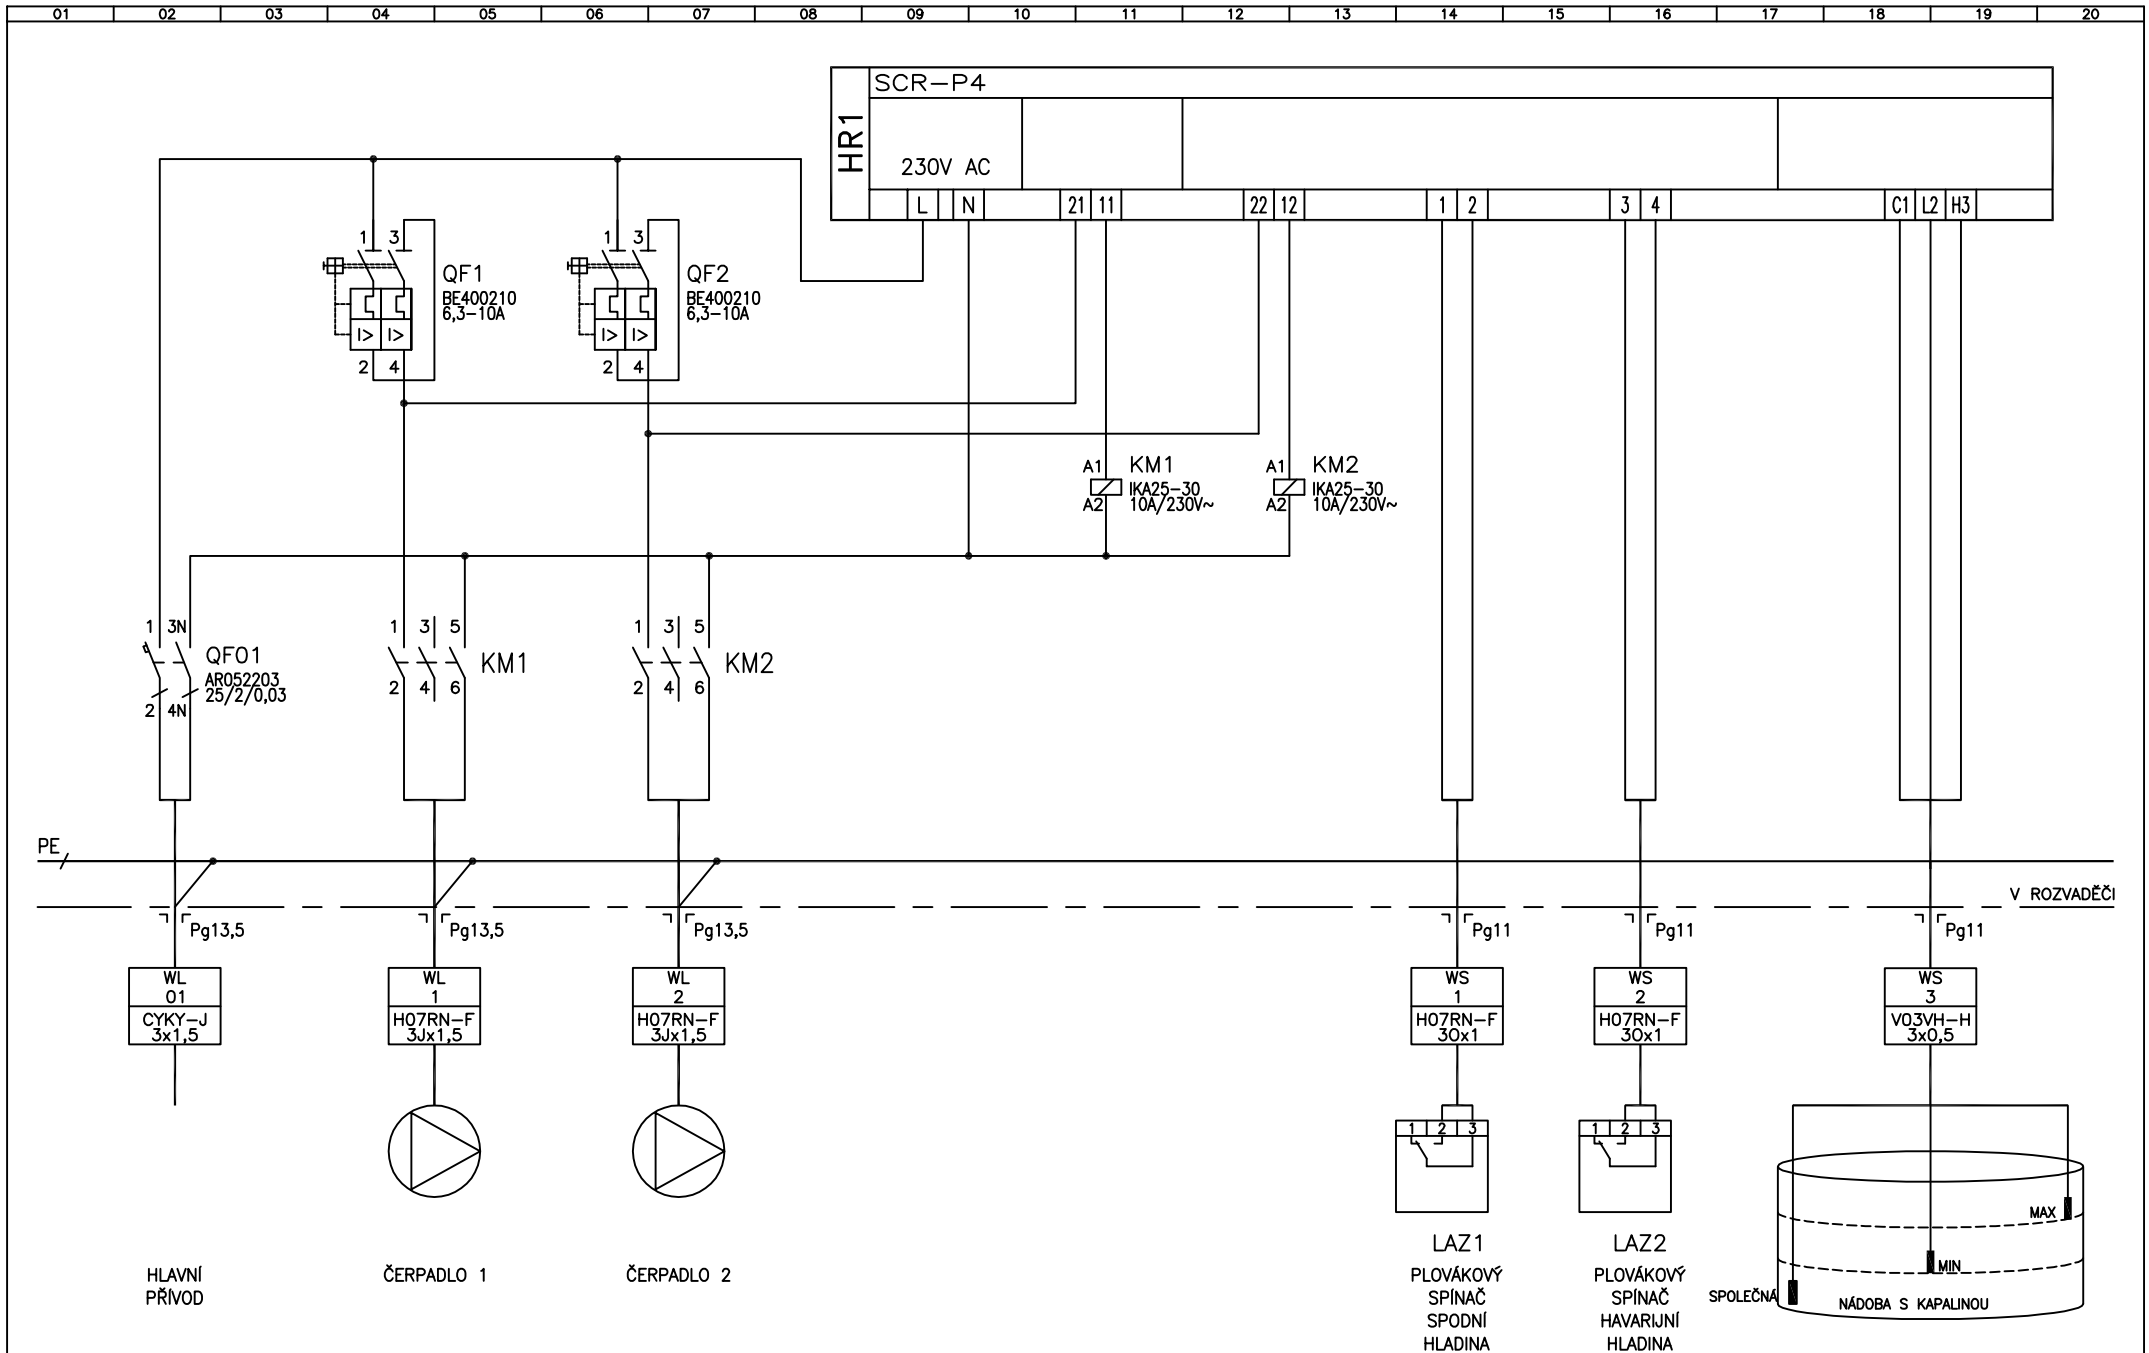 01 02 03 04 05 06 07 08 09 10 11 12 13 14 15 16 17 18 19 20
SCR-P4
HR1
230V AC
L N 21 11 22 12 1 2 3 4 C1 L2 H3
1 3
QF1
BE400210
6,3-10A
I> I>
2 4
1 3
QF2
BE400210
6,3-10A
I> I>
2 4
A1
KM1
IKA25-30
10A/230V~
A2
A1
KM2
IKA25-30
10A/230V~
A2
1 3N
QF01
AR052203
25/2/0,03
2 4N
1 3 5
KM1
2 4 6
1 3 5
KM2
2 4 6
PE
V ROZVADĚČI
Pg13,5 Pg13,5 Pg13,5 Pg11 Pg11 Pg11
WL
01
CYKY-J
3x1,5
WL
1
H07RN-F
3Jx1,5
WL
2
H07RN-F
3Jx1,5
WS
1
H07RN-F
3Ox1
WS
2
H07RN-F
3Ox1
WS
3
V03VH-H
3x0,5
1 2 3
1 2 3
HLAVNÍ
PŘÍVOD
ČERPADLO 1
ČERPADLO 2
LAZ1
PLOVÁKOVÝ
SPÍNAČ
SPODNÍ
HLADINA
LAZ2
PLOVÁKOVÝ
SPÍNAČ
HAVARIJNÍ
HLADINA
MAX
MIN
SPOLEČNÁ
NÁDOBA S KAPALINOU